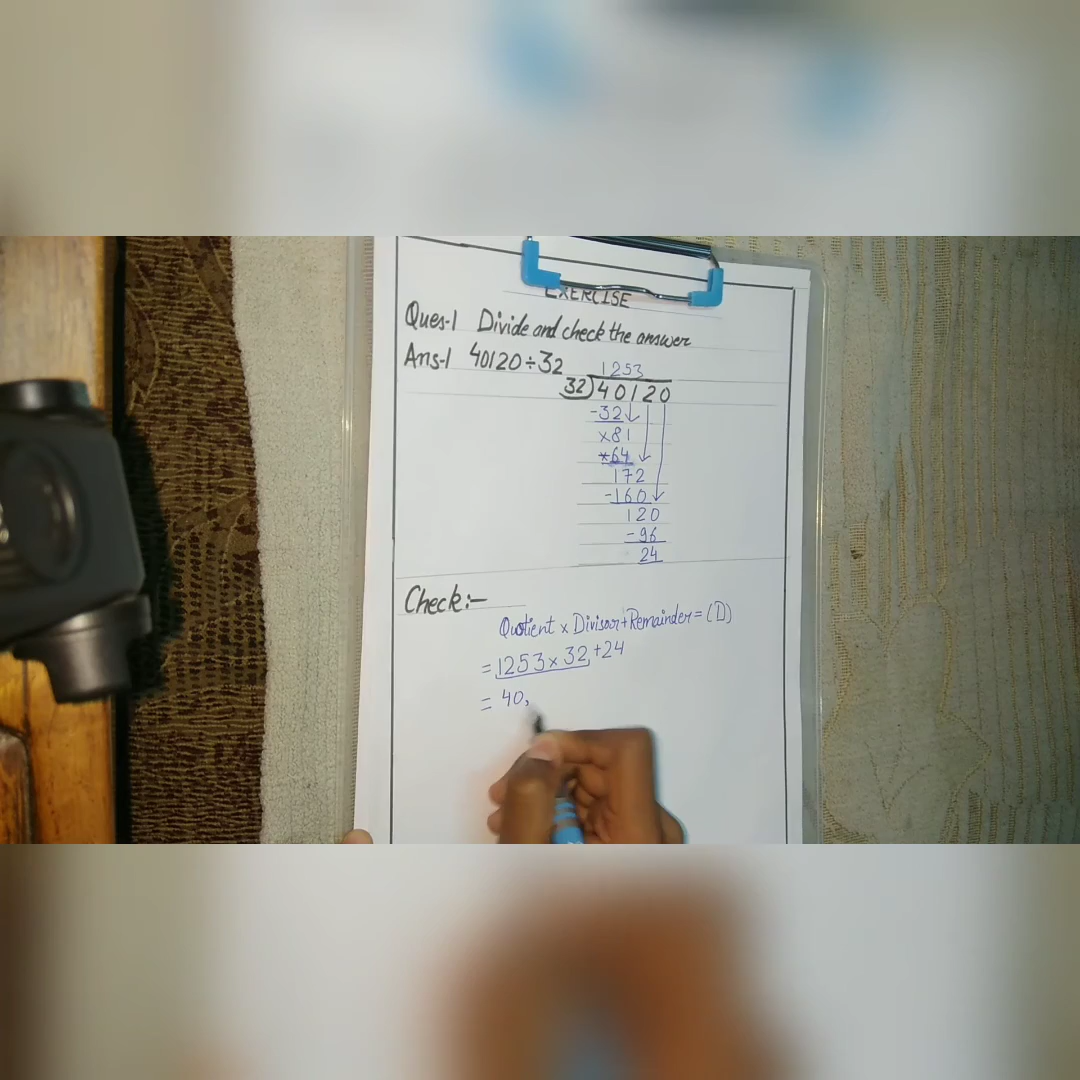 EXERCISE
Ques-1 Divide and check the answer
Ans-1 40120÷32
1253
32)40120
-32
×81
*64
172
-160
120
-96
24
Check:-
Quotient × Divisor+Remainder=(D)
=1253×32+24
= 40,